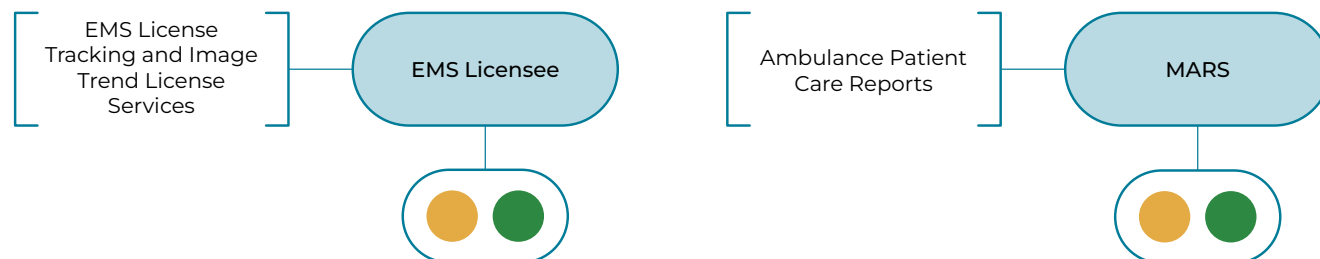 EMS License
Tracking and Image
Trend License
Services
EMS Licensee
Ambulance Patient
Care Reports
MARS